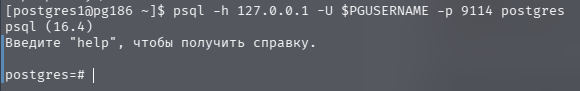 [postgres1@pg186 ~]$ psql -h 127.0.0.1 -U $PGUSERNAME -p 9114 postgres
psql (16.4)
Введите "help", чтобы получить справку.
postgres=#